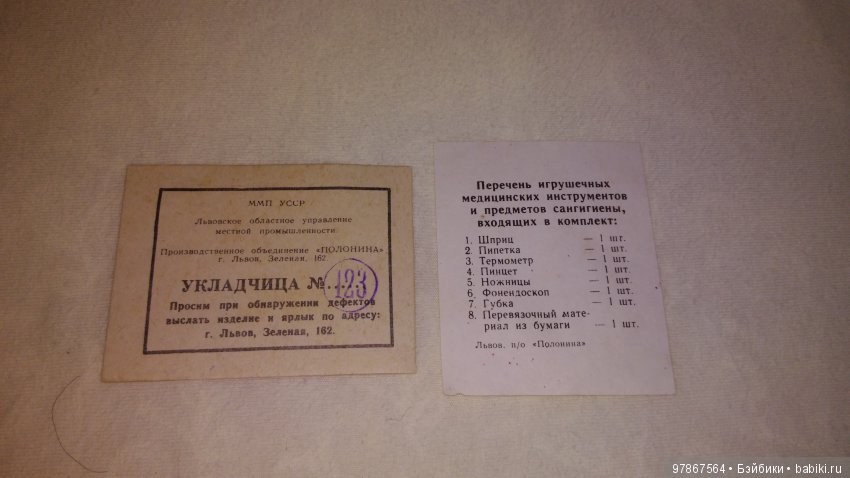 ММП УССР
Львовское областное управление
местной промышленности
Производственное объединение «ПОЛОНИНА»
г. Львов, Зеленая, 162
УКЛАДЧИЦА №..... 123
Просим при обнаружении дефектов
выслать изделие и ярлык по адресу:
г. Львов, Зеленая, 162.
Перечень игрушечных
медицинских инструментов
и предметов сангигиены,
входящих в комплект:
1. Шприц — 1 шт.
2. Пипетка — 1 шт.
3. Термометр — 1 шт.
4. Пинцет — 1 шт.
5. Ножницы — 1 шт.
6. Фонендоскоп — 1 шт.
7. Губка — 1 шт.
8. Перевязочный мате-
риал из бумаги — 1 шт.
Львов. п/о «Полонина»
97867564 • Бэйбики • babiki.ru